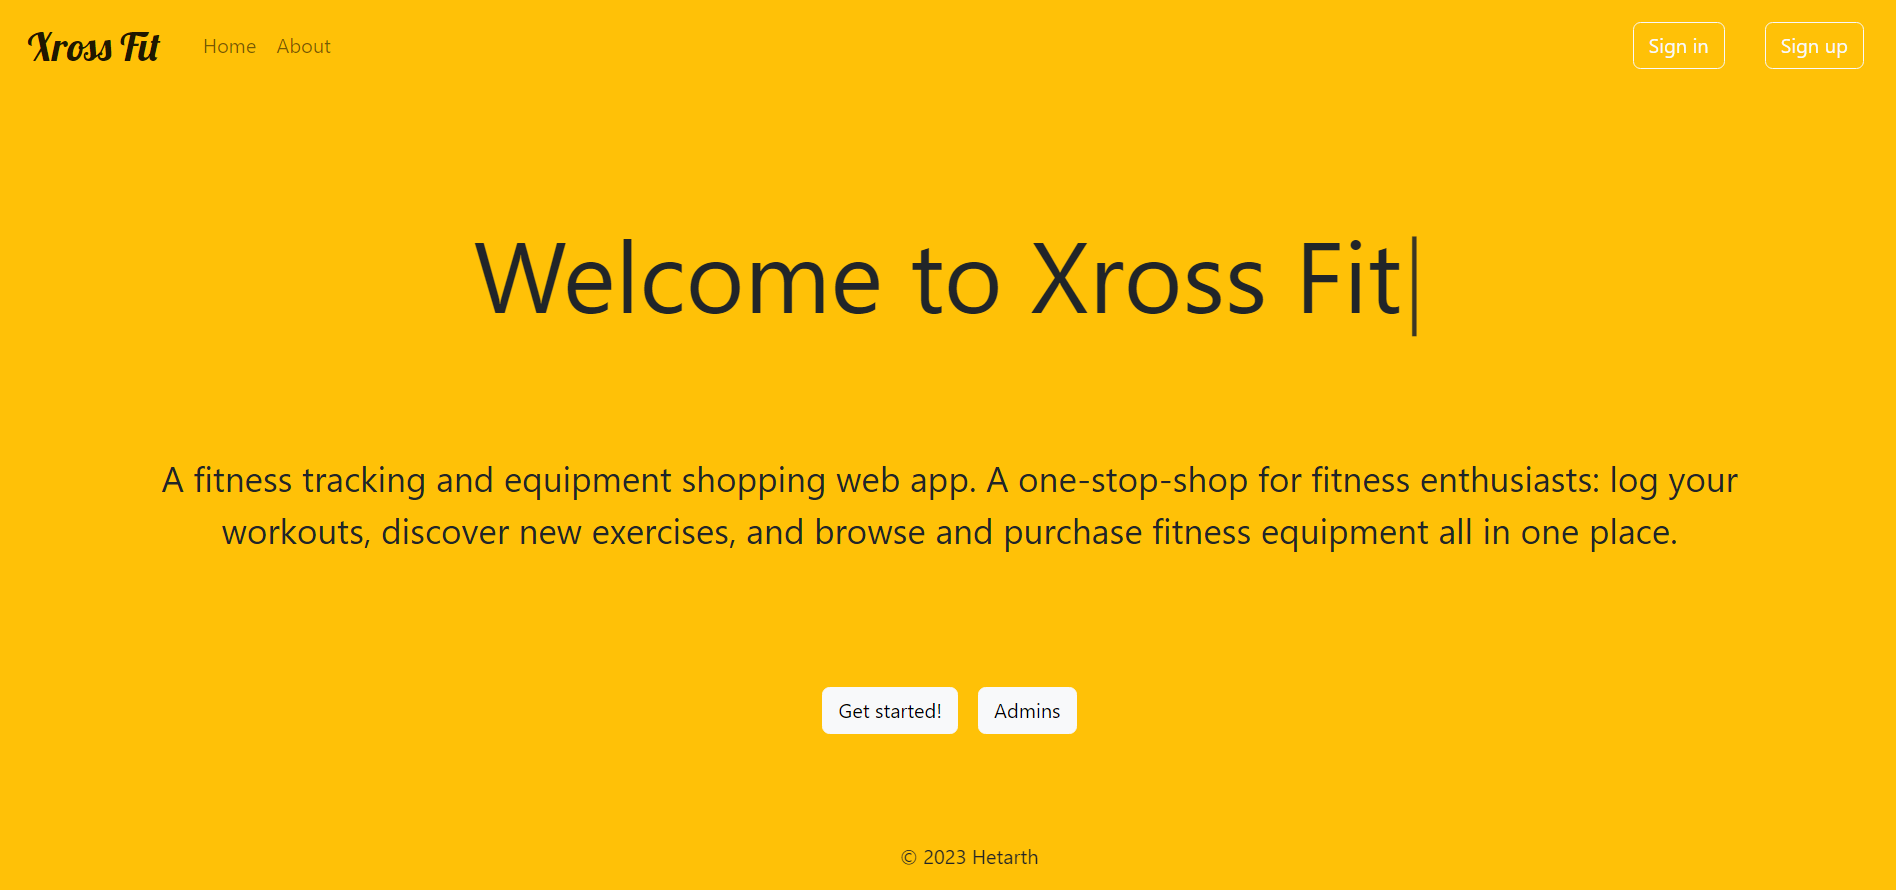 Xross Fit
Home
About
Sign in
Sign up
Welcome to Xross Fit|
A fitness tracking and equipment shopping web app. A one-stop-shop for fitness enthusiasts: log your
workouts, discover new exercises, and browse and purchase fitness equipment all in one place.
Get started!
Admins
© 2023 Hetarth